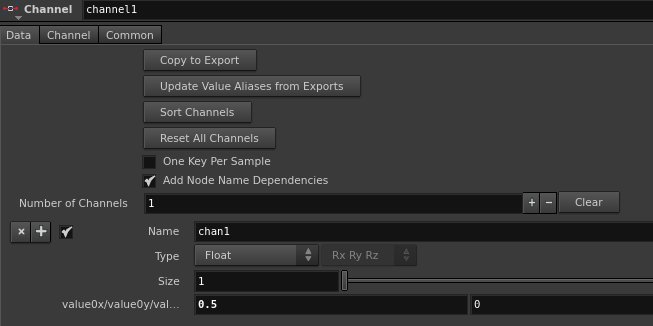 Channel channel1
Data Channel Common
Copy to Export
Update Value Aliases from Exports
Sort Channels
Reset All Channels
One Key Per Sample
Add Node Name Dependencies
Number of Channels 1 + − Clear
× + Name chan1
Type Float Rx Ry Rz
Size 1
value0x/value0y/val... 0.5 0